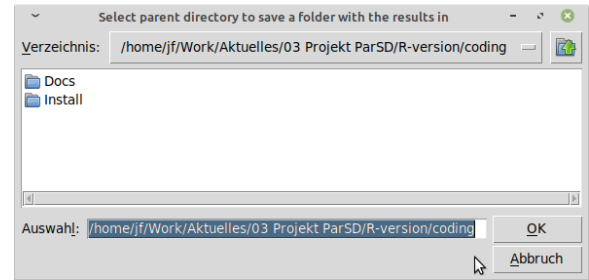 Select parent directory to save a folder with the results in
Verzeichnis: /home/jf/Work/Aktuelles/03 Projekt ParSD/R-version/coding
Docs
Install
Auswahl: /home/jf/Work/Aktuelles/03 Projekt ParSD/R-version/coding OK
Abbruch